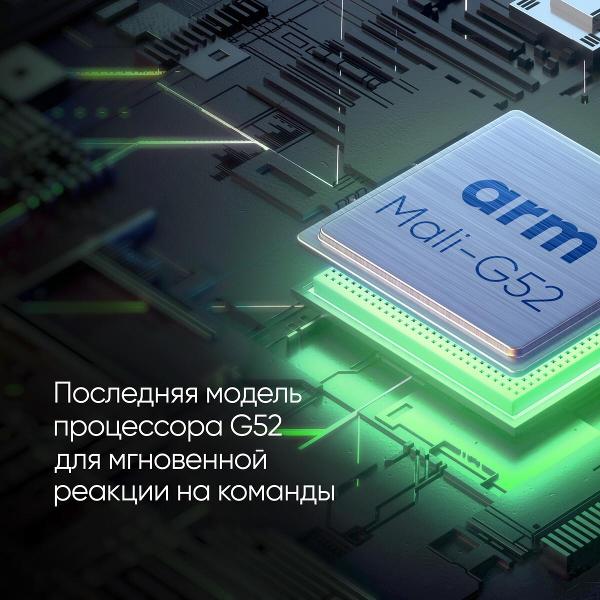 arm
Mali-G52
Последняя модель
процессора G52
для мгновенной
реакции на команды